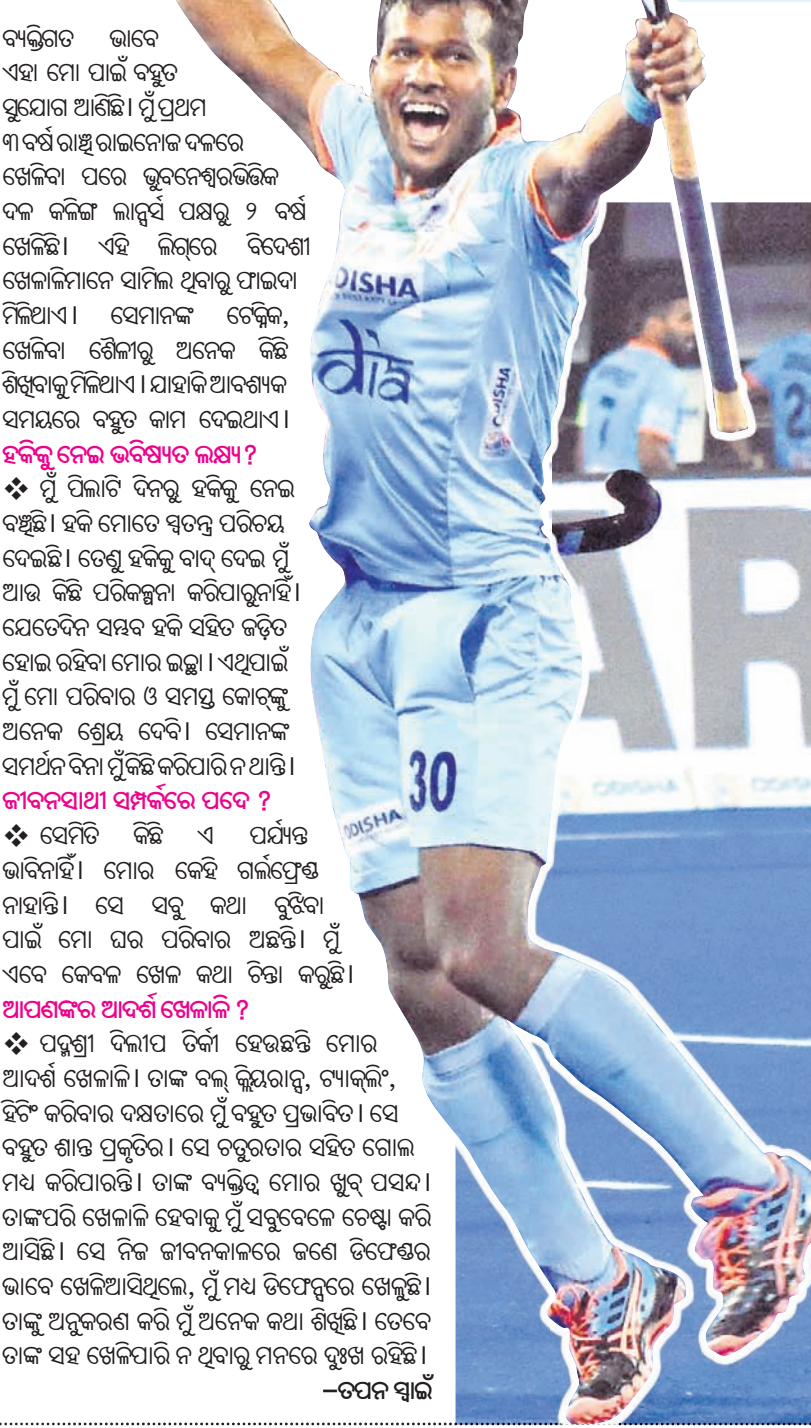 ବ୍ୟକ୍ତିଗତ ଭାବେ
ଏହା ମୋ ପାଇଁ ବହୁତ
ସୁଯୋଗ ଆଣିଛି। ମୁଁ ପ୍ରଥମ
୩ ବର୍ଷ ରାଞ୍ଚି ରାଇନୋଜ ଦଳରେ
ଖେଳିବା ପରେ ଭୁବନେଶ୍ୱରଭିତ୍ତିକ
ଦଳ କଳିଙ୍ଗ ଲାନ୍ସର୍ସ ପକ୍ଷରୁ ୨ ବର୍ଷ
ଖେଳିଛି। ଏହି ଲିଗ୍‌ରେ ବିଦେଶୀ
ଖେଳାଳିମାନେ ସାମିଲ ଥିବାରୁ ଫାଇଦା
ମିଳିଥାଏ। ସେମାନଙ୍କ ଟେକ୍ନିକ,
ଖେଳିବା ଶୈଳୀରୁ ଅନେକ କିଛି
ଶିଖିବାକୁ ମିଳିଥାଏ । ଯାହାକି ଆବଶ୍ୟକ
ସମୟରେ ବହୁତ କାମ ଦେଇଥାଏ।
ହକିକୁ ନେଇ ଭବିଷ୍ୟତ ଲକ୍ଷ୍ୟ?
❖ ମୁଁ ପିଲାଟି ଦିନରୁ ହକିକୁ ନେଇ
ବଞ୍ଚିଛି। ହକି ମୋତେ ସ୍ୱତନ୍ତ୍ର ପରିଚୟ
ଦେଇଛି। ତେଣୁ ହକିକୁ ବାଦ୍ ଦେଇ ମୁଁ
ଆଉ କିଛି ପରିକଳ୍ପନା କରିପାରୁନାହିଁ।
ଯେତେଦିନ ସମ୍ଭବ ହକି ସହିତ ଜଡ଼ିତ
ହୋଇ ରହିବା ମୋର ଇଚ୍ଛା । ଏଥିପାଇଁ
ମୁଁ ମୋ ପରିବାର ଓ ସମସ୍ତ କୋଚ୍‌ଙ୍କୁ
ଅନେକ ଶ୍ରେୟ ଦେବି। ସେମାନଙ୍କ
ସମର୍ଥନ ବିନା ମୁଁ କିଛି କରିପାରି ନ ଥାନ୍ତି।
ଜୀବନସାଥୀ ସମ୍ପର୍କରେ ପଦେ ?
❖ ସେମିତି କିଛି ଏ ପର୍ଯ୍ୟନ୍ତ
ଭାବିନାହିଁ। ମୋର କେହି ଗର୍ଲଫ୍ରେଣ୍ଡ
ନାହାନ୍ତି। ସେ ସବୁ କଥା ବୁଝିବା
ପାଇଁ ମୋ ଘର ପରିବାର ଅଛନ୍ତି। ମୁଁ
ଏବେ କେବଳ ଖେଳ କଥା ଚିନ୍ତା କରୁଛି।
ଆପଣଙ୍କର ଆଦର୍ଶ ଖେଳାଳି ?
❖ ପଦ୍ମଶ୍ରୀ ଦିଲୀପ ତିର୍କୀ ହେଉଛନ୍ତି ମୋର
ଆଦର୍ଶ ଖେଳାଳି। ତାଙ୍କ ବଲ୍ କ୍ଲିୟରାନ୍ସ, ଟ୍ୟାକ୍‌ଲିଂ,
ହିଟିଂ କରିବାର ଦକ୍ଷତାରେ ମୁଁ ବହୁତ ପ୍ରଭାବିତ। ସେ
ବହୁତ ଶାନ୍ତ ପ୍ରକୃତିର। ସେ ଚତୁରତାର ସହିତ ଗୋଲ
ମଧ୍ୟ କରିପାରନ୍ତି। ତାଙ୍କ ବ୍ୟକ୍ତିତ୍ୱ ମୋର ଖୁବ୍ ପସନ୍ଦ।
ତାଙ୍କପରି ଖେଳାଳି ହେବାକୁ ମୁଁ ସବୁବେଳେ ଚେଷ୍ଟା କରି
ଆସିଛି। ସେ ନିଜ ଜୀବନକାଳରେ ଜଣେ ଡିଫେଣ୍ଡର
ଭାବେ ଖେଳିଆସିଥିଲେ, ମୁଁ ମଧ୍ୟ ଡିଫେନ୍ସରେ ଖେଳୁଛି।
ତାଙ୍କୁ ଅନୁକରଣ କରି ମୁଁ ଅନେକ କଥା ଶିଖିଛି। ତେବେ
ତାଙ୍କ ସହ ଖେଳିପାରି ନ ଥିବାରୁ ମନରେ ଦୁଃଖ ରହିଛି।
–ତପନ ସ୍ୱାଇଁ
ODISHA
dia
ODISHA
30
ODISHA
7
2
AR
ODISHA